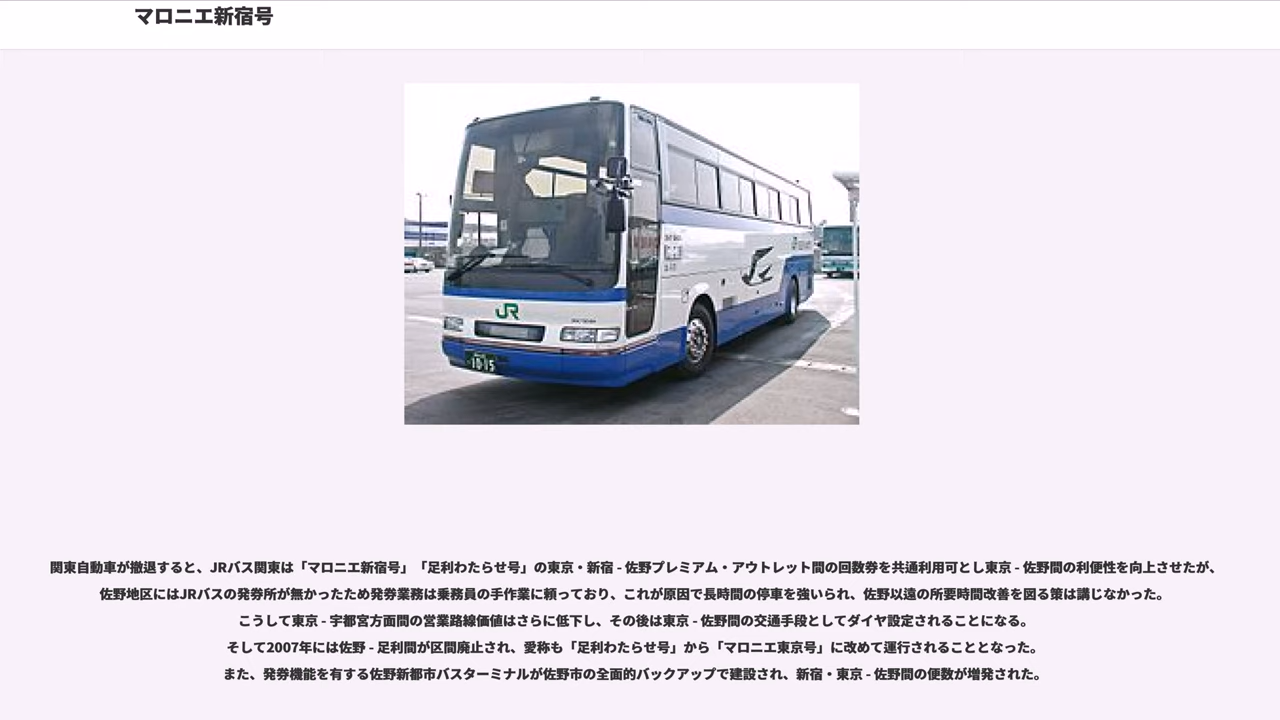 マロニエ新宿号
JR
10-15
関東自動車が撤退すると、JRバス関東は「マロニエ新宿号」「足利わたらせ号」の東京・新宿 - 佐野プレミアム・アウトレット間の回数券を共通利用可とし東京 - 佐野間の利便性を向上させたが、
佐野地区にはJRバスの発券所が無かったため発券業務は乗務員の手作業に頼っており、これが原因で長時間の停車を強いられ、佐野以遠の所要時間改善を図る策は講じなかった。
こうして東京 - 宇都宮方面間の営業路線価値はさらに低下し、その後は東京 - 佐野間の交通手段としてダイヤ設定されることになる。
そして2007年には佐野 - 足利間が区間廃止され、愛称も「足利わたらせ号」から「マロニエ東京号」に改めて運行されることとなった。
また、発券機能を有する佐野新都市バスターミナルが佐野市の全面的バックアップで建設され、新宿・東京 - 佐野間の便数が増発された。